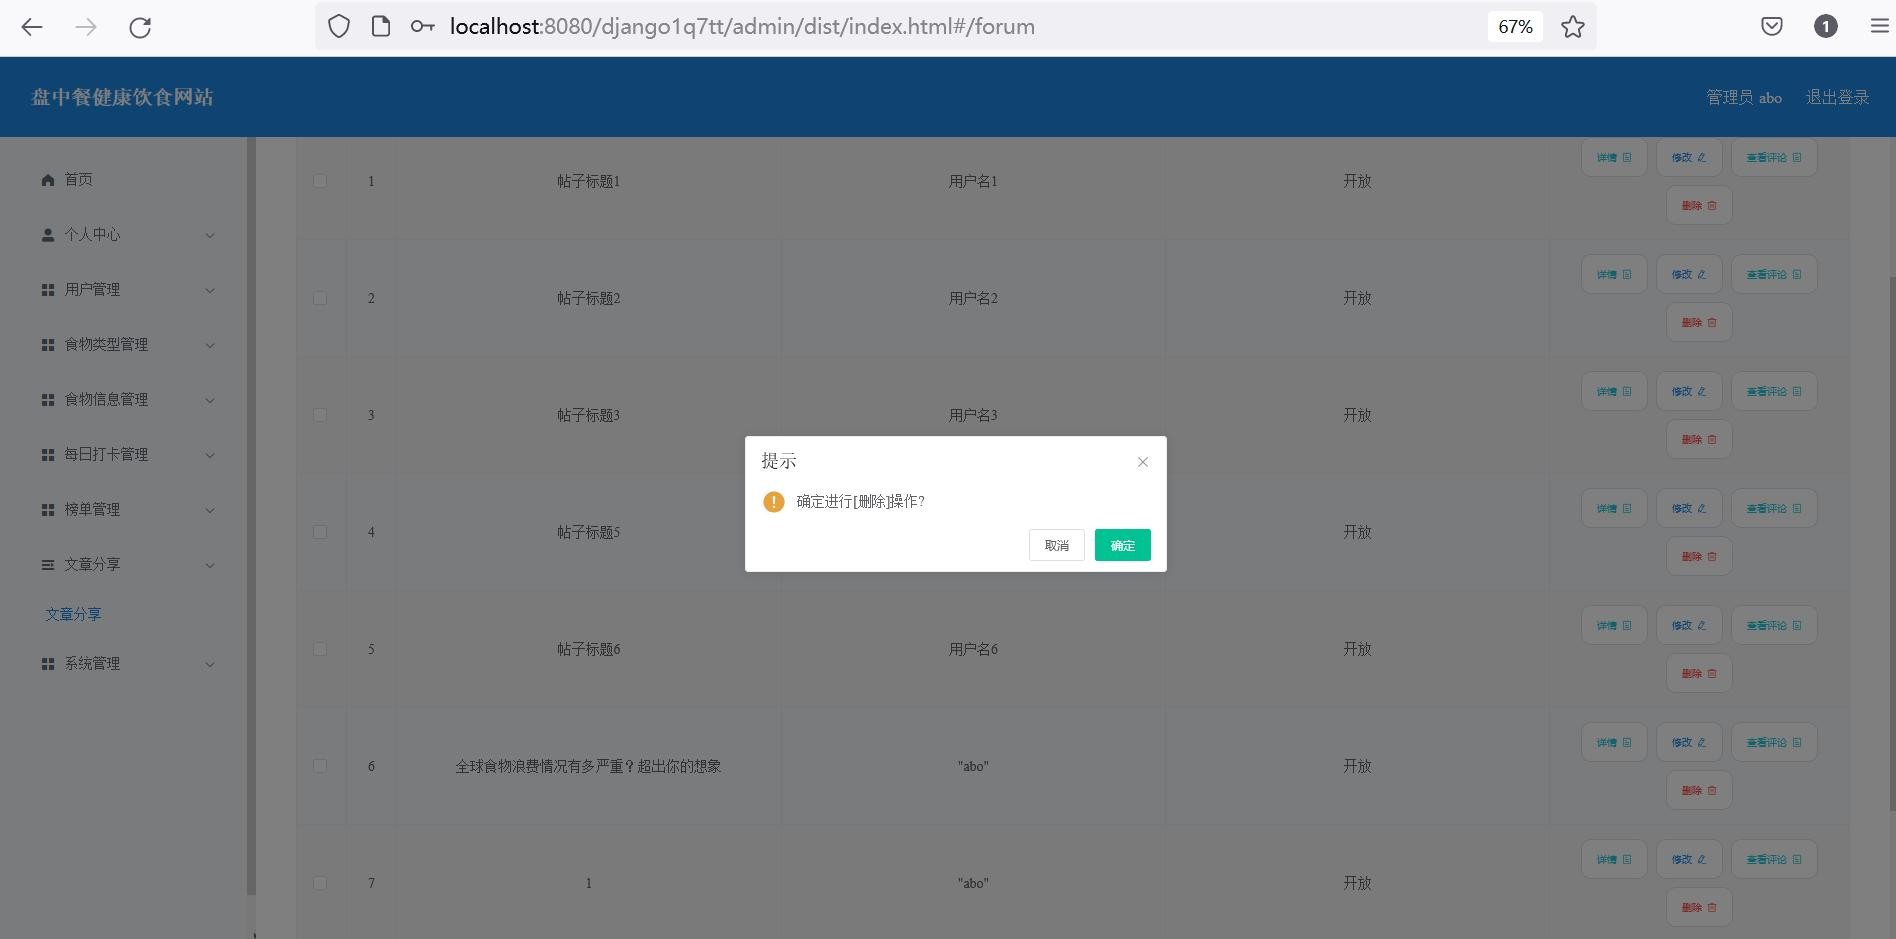 localhost:8080/django1q7tt/admin/dist/index.html#/forum 67% 1
盘中餐健康饮食网站 管理员 abo 退出登录
首页
个人中心
用户管理
食物类型管理
食物信息管理
每日打卡管理
榜单管理
文章分享
文章分享
系统管理
1 帖子标题1 用户名1 开放 详情 修改 查看评论
删除
2 帖子标题2 用户名2 开放 详情 修改 查看评论
删除
3 帖子标题3 用户名3 开放 详情 修改 查看评论
删除
4 帖子标题5 开放 详情 修改 查看评论
删除
5 帖子标题6 用户名6 开放 详情 修改 查看评论
删除
6 全球食物浪费情况有多严重？超出你的想象 "abo" 开放 详情 修改 查看评论
删除
7 1 "abo" 开放 详情 修改 查看评论
删除
提示
确定进行[删除]操作?
取消 确定